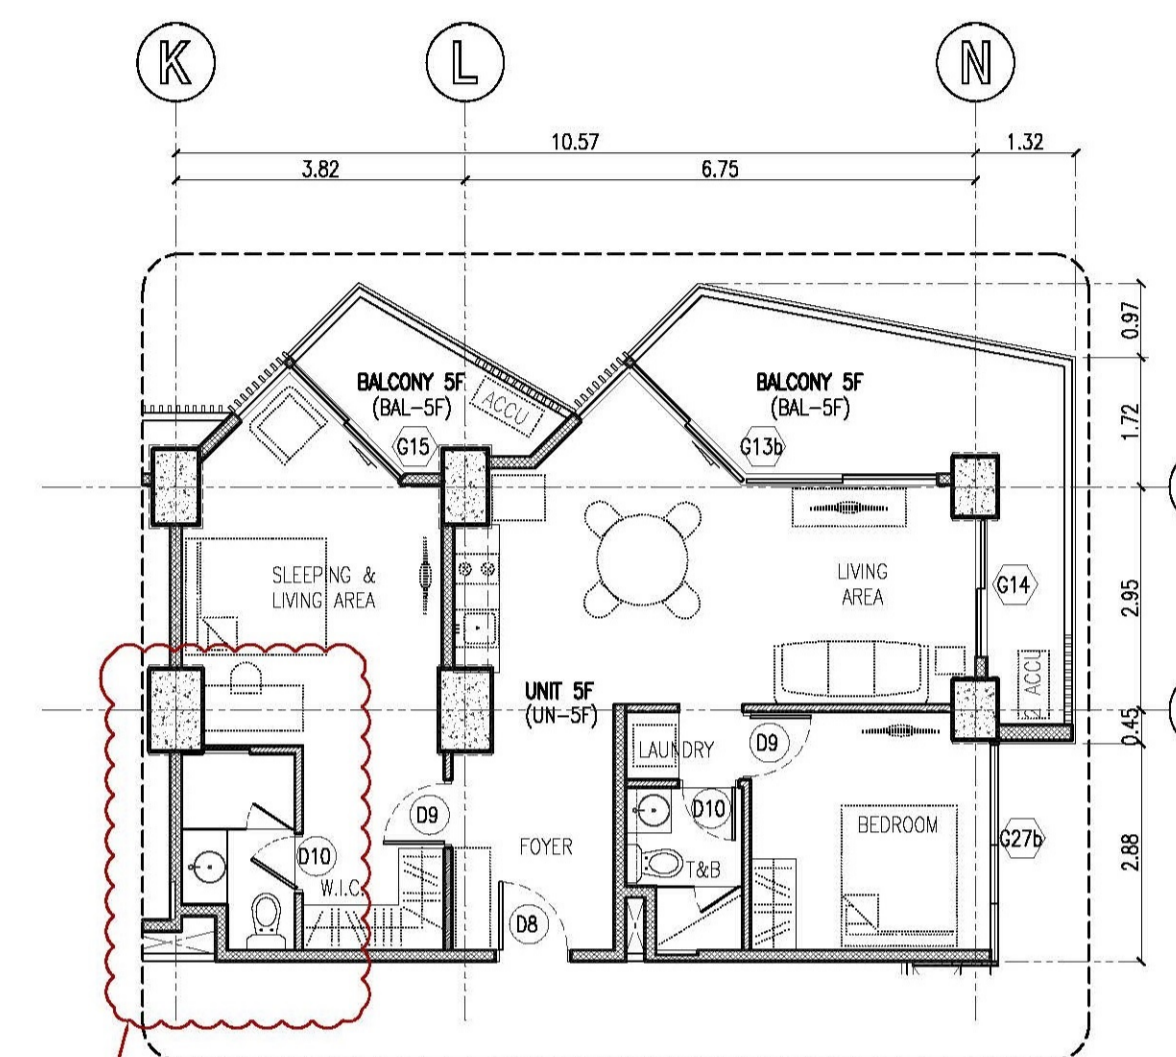 K
L
N
10.57
1.32
3.82
6.75
0.97
BALCONY 5F
(BAL-5F)
BALCONY 5F
(BAL-5F)
ACCU
1.72
G15
G13b
SLEEPING &
LIVING AREA
LIVING
AREA
G14
2.95
UNIT 5F
(UN-5F)
2 ACCU
0.45
LAUNDRY
D9
D9
D10
BEDROOM
G27b
FOYER
D10
W.I.C.
T&B
2.88
D8